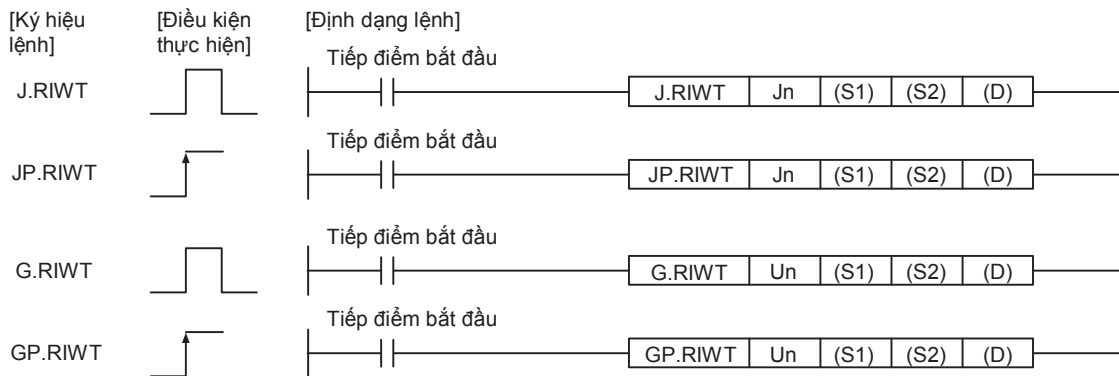 [Ký hiệu lệnh] [Điều kiện thực hiện] [Định dạng lệnh]
Tiếp điểm bắt đầu
J.RIWT J.RIWT Jn (S1) (S2) (D)
Tiếp điểm bắt đầu
JP.RIWT JP.RIWT Jn (S1) (S2) (D)
Tiếp điểm bắt đầu
G.RIWT G.RIWT Un (S1) (S2) (D)
Tiếp điểm bắt đầu
GP.RIWT GP.RIWT Un (S1) (S2) (D)